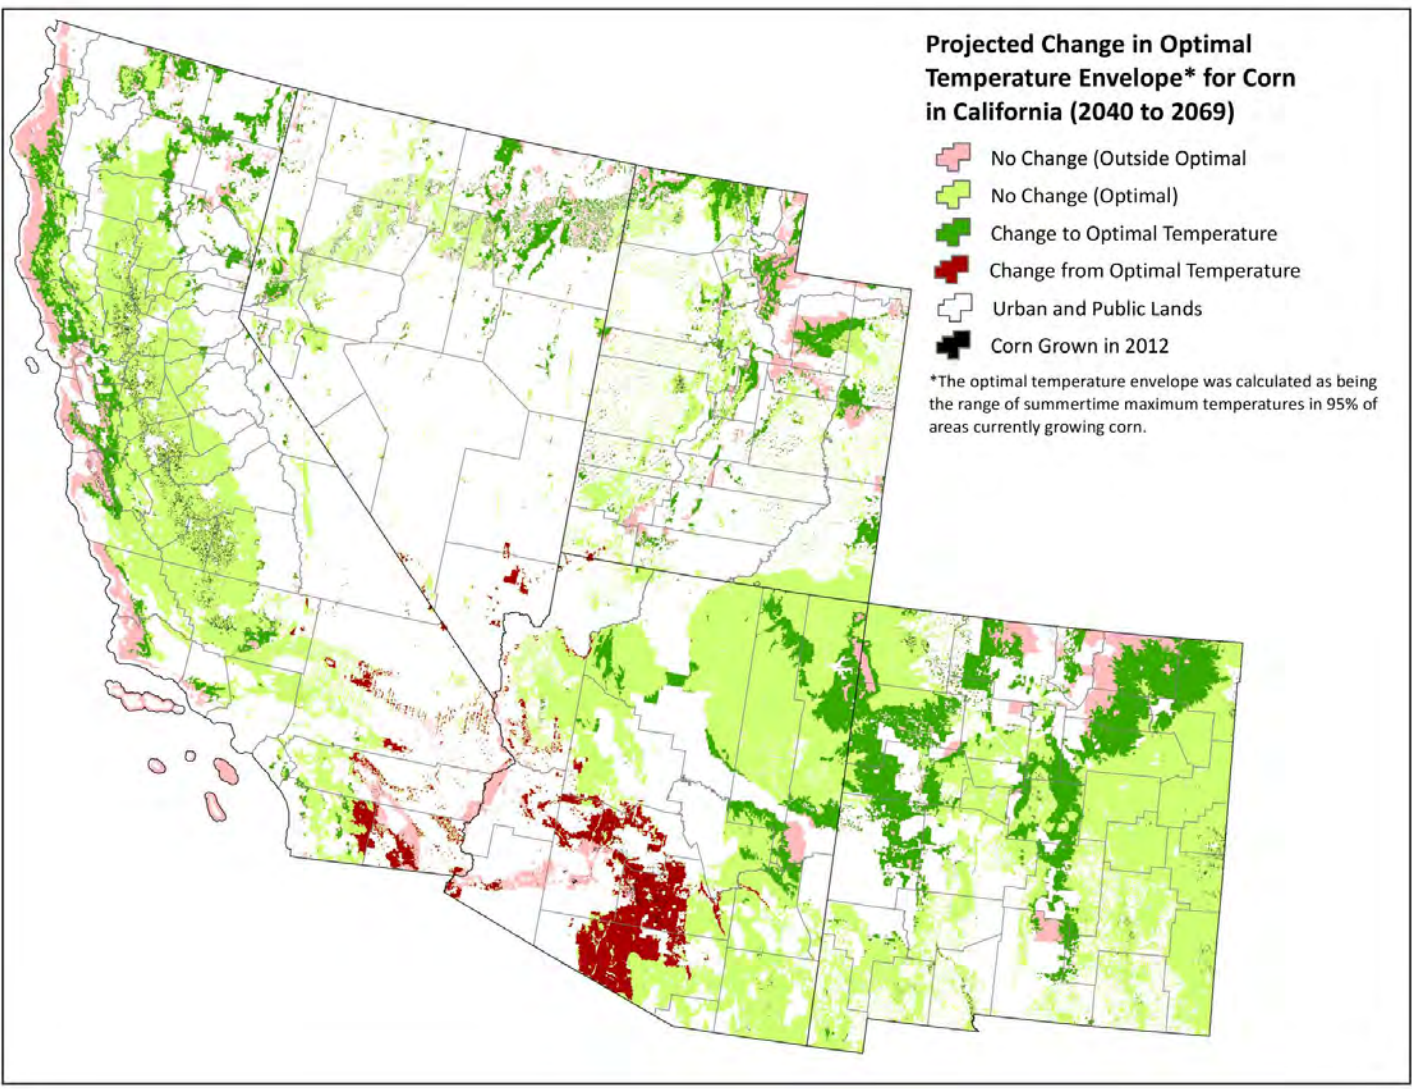 Projected Change in Optimal
Temperature Envelope* for Corn
in California (2040 to 2069)
No Change (Outside Optimal
No Change (Optimal)
Change to Optimal Temperature
Change from Optimal Temperature
Urban and Public Lands
Corn Grown in 2012
*The optimal temperature envelope was calculated as being
the range of summertime maximum temperatures in 95% of
areas currently growing corn.